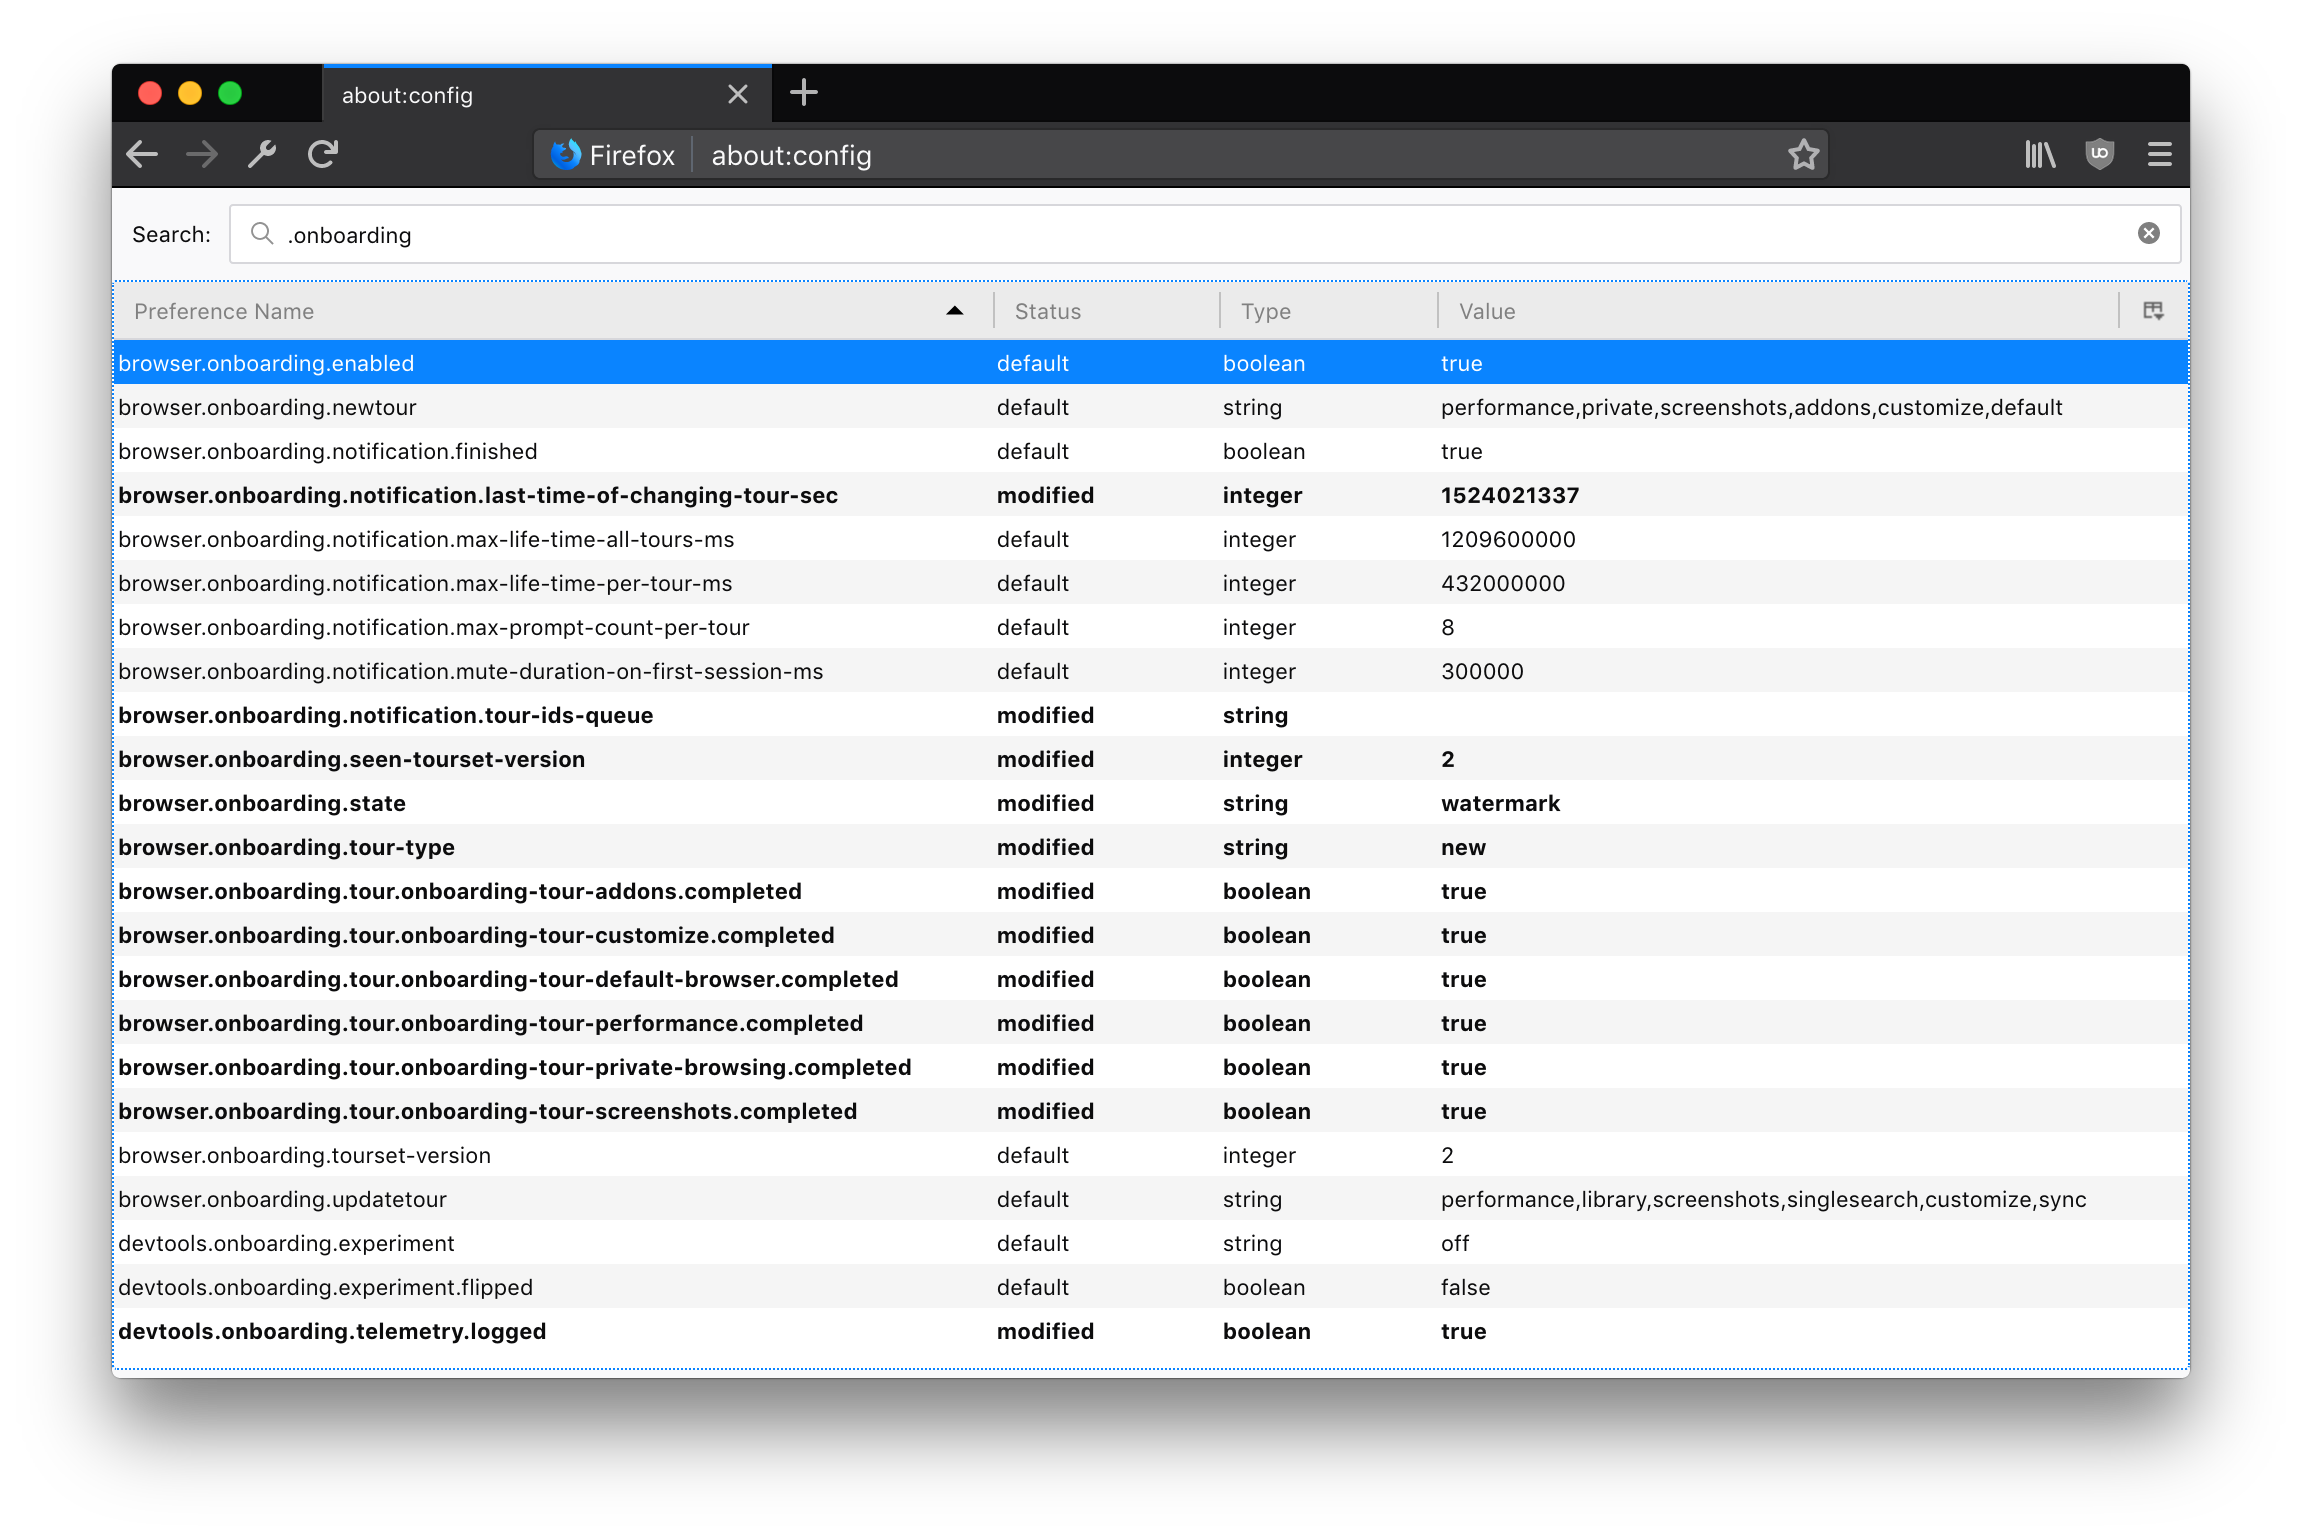 about:config
Firefox about:config
Search: .onboarding
Preference Name Status Type Value
browser.onboarding.enabled default boolean true
browser.onboarding.newtour default string performance,private,screenshots,addons,customize,default
browser.onboarding.notification.finished default boolean true
browser.onboarding.notification.last-time-of-changing-tour-sec modified integer 1524021337
browser.onboarding.notification.max-life-time-all-tours-ms default integer 1209600000
browser.onboarding.notification.max-life-time-per-tour-ms default integer 432000000
browser.onboarding.notification.max-prompt-count-per-tour default integer 8
browser.onboarding.notification.mute-duration-on-first-session-ms default integer 300000
browser.onboarding.notification.tour-ids-queue modified string
browser.onboarding.seen-tourset-version modified integer 2
browser.onboarding.state modified string watermark
browser.onboarding.tour-type modified string new
browser.onboarding.tour.onboarding-tour-addons.completed modified boolean true
browser.onboarding.tour.onboarding-tour-customize.completed modified boolean true
browser.onboarding.tour.onboarding-tour-default-browser.completed modified boolean true
browser.onboarding.tour.onboarding-tour-performance.completed modified boolean true
browser.onboarding.tour.onboarding-tour-private-browsing.completed modified boolean true
browser.onboarding.tour.onboarding-tour-screenshots.completed modified boolean true
browser.onboarding.tourset-version default integer 2
browser.onboarding.updatetour default string performance,library,screenshots,singlesearch,customize,sync
devtools.onboarding.experiment default string off
devtools.onboarding.experiment.flipped default boolean false
devtools.onboarding.telemetry.logged modified boolean true